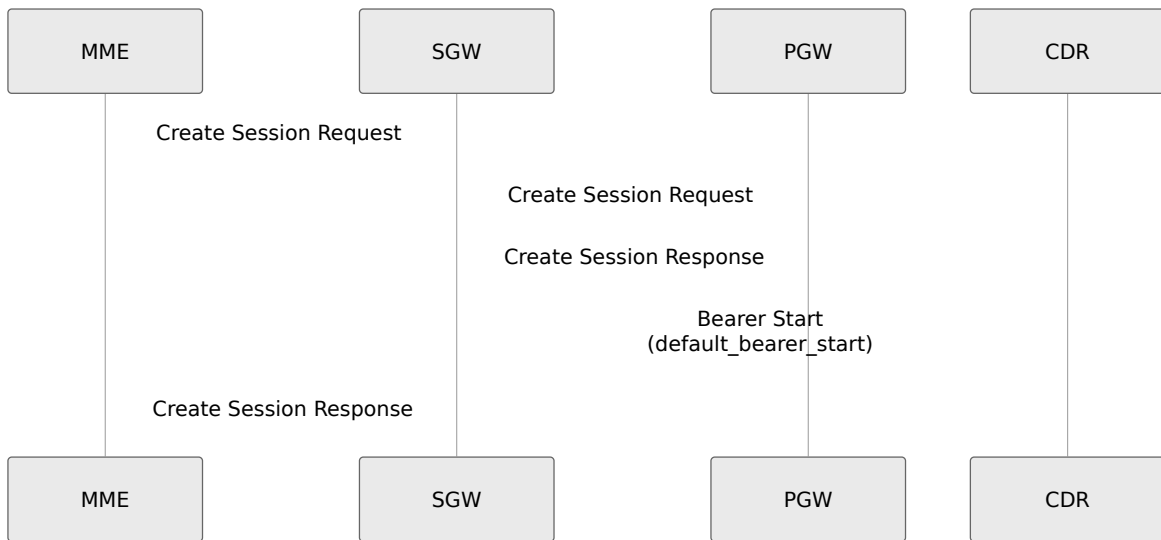 MME
SGW
PGW
CDR
Create Session Request
Create Session Request
Create Session Response
Bearer Start
(default_bearer_start)
Create Session Response
MME
SGW
PGW
CDR